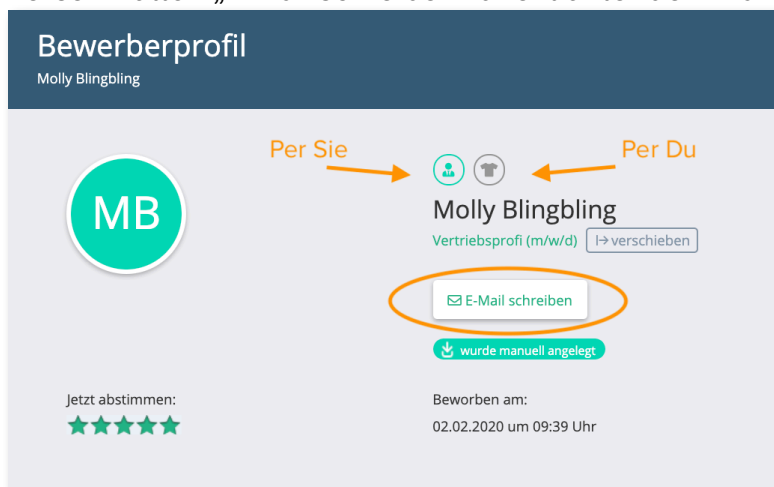 Bewerberprofil
Molly Blingbling
Per Sie
Per Du
MB
Molly Blingbling
Vertriebsprofi (m/w/d) verschieben
E-Mail schreiben
wurde manuell angelegt
Jetzt abstimmen:
Beworben am:
02.02.2020 um 09:39 Uhr